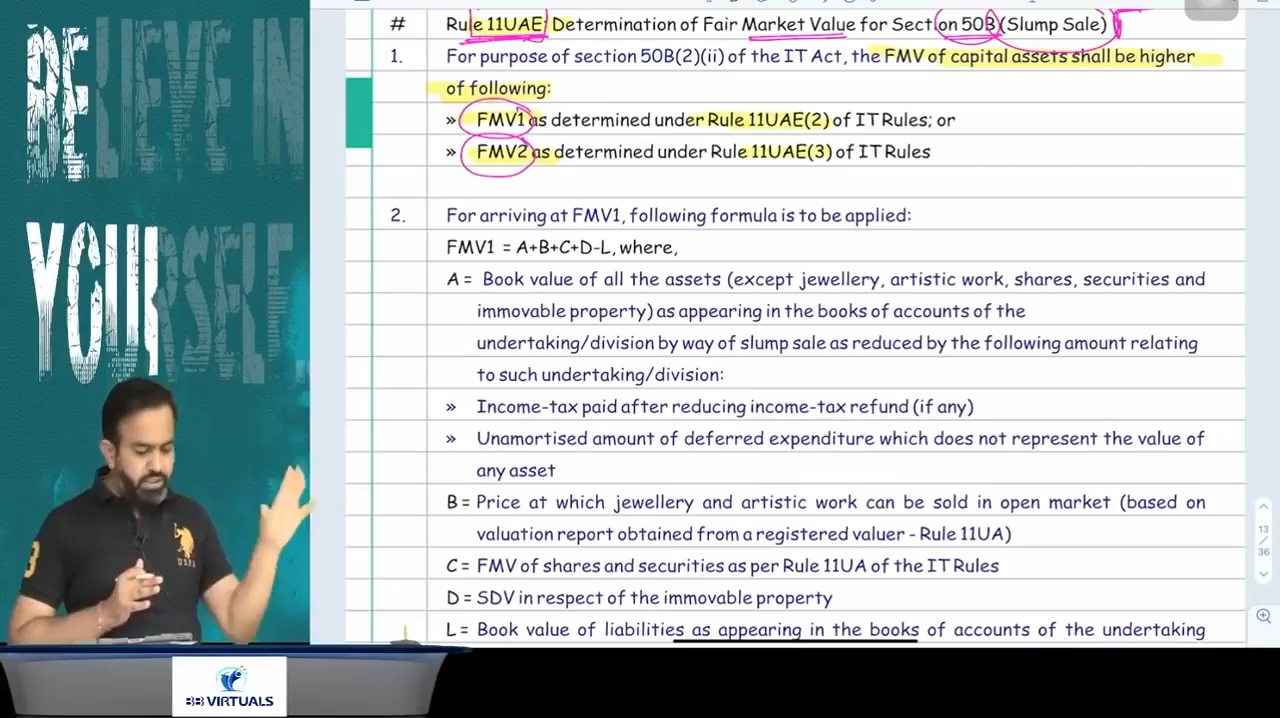 BELIEVE IN
YOURSELF.
# Rule 11UAE: Determination of Fair Market Value for Section 50B (Slump Sale)
1. For purpose of section 50B(2)(ii) of the IT Act, the FMV of capital assets shall be higher
of following:
» FMV1 as determined under Rule 11UAE(2) of IT Rules; or
» FMV2 as determined under Rule 11UAE(3) of IT Rules
2. For arriving at FMV1, following formula is to be applied:
FMV1 = A+B+C+D-L, where,
A = Book value of all the assets (except jewellery, artistic work, shares, securities and
immovable property) as appearing in the books of accounts of the
undertaking/division by way of slump sale as reduced by the following amount relating
to such undertaking/division:
» Income-tax paid after reducing income-tax refund (if any)
» Unamortised amount of deferred expenditure which does not represent the value of
any asset
B = Price at which jewellery and artistic work can be sold in open market (based on
valuation report obtained from a registered valuer - Rule 11UA)
C = FMV of shares and securities as per Rule 11UA of the IT Rules
D = SDV in respect of the immovable property
L = Book value of liabilities as appearing in the books of accounts of the undertaking
13
/
36
3
BB VIRTUALS